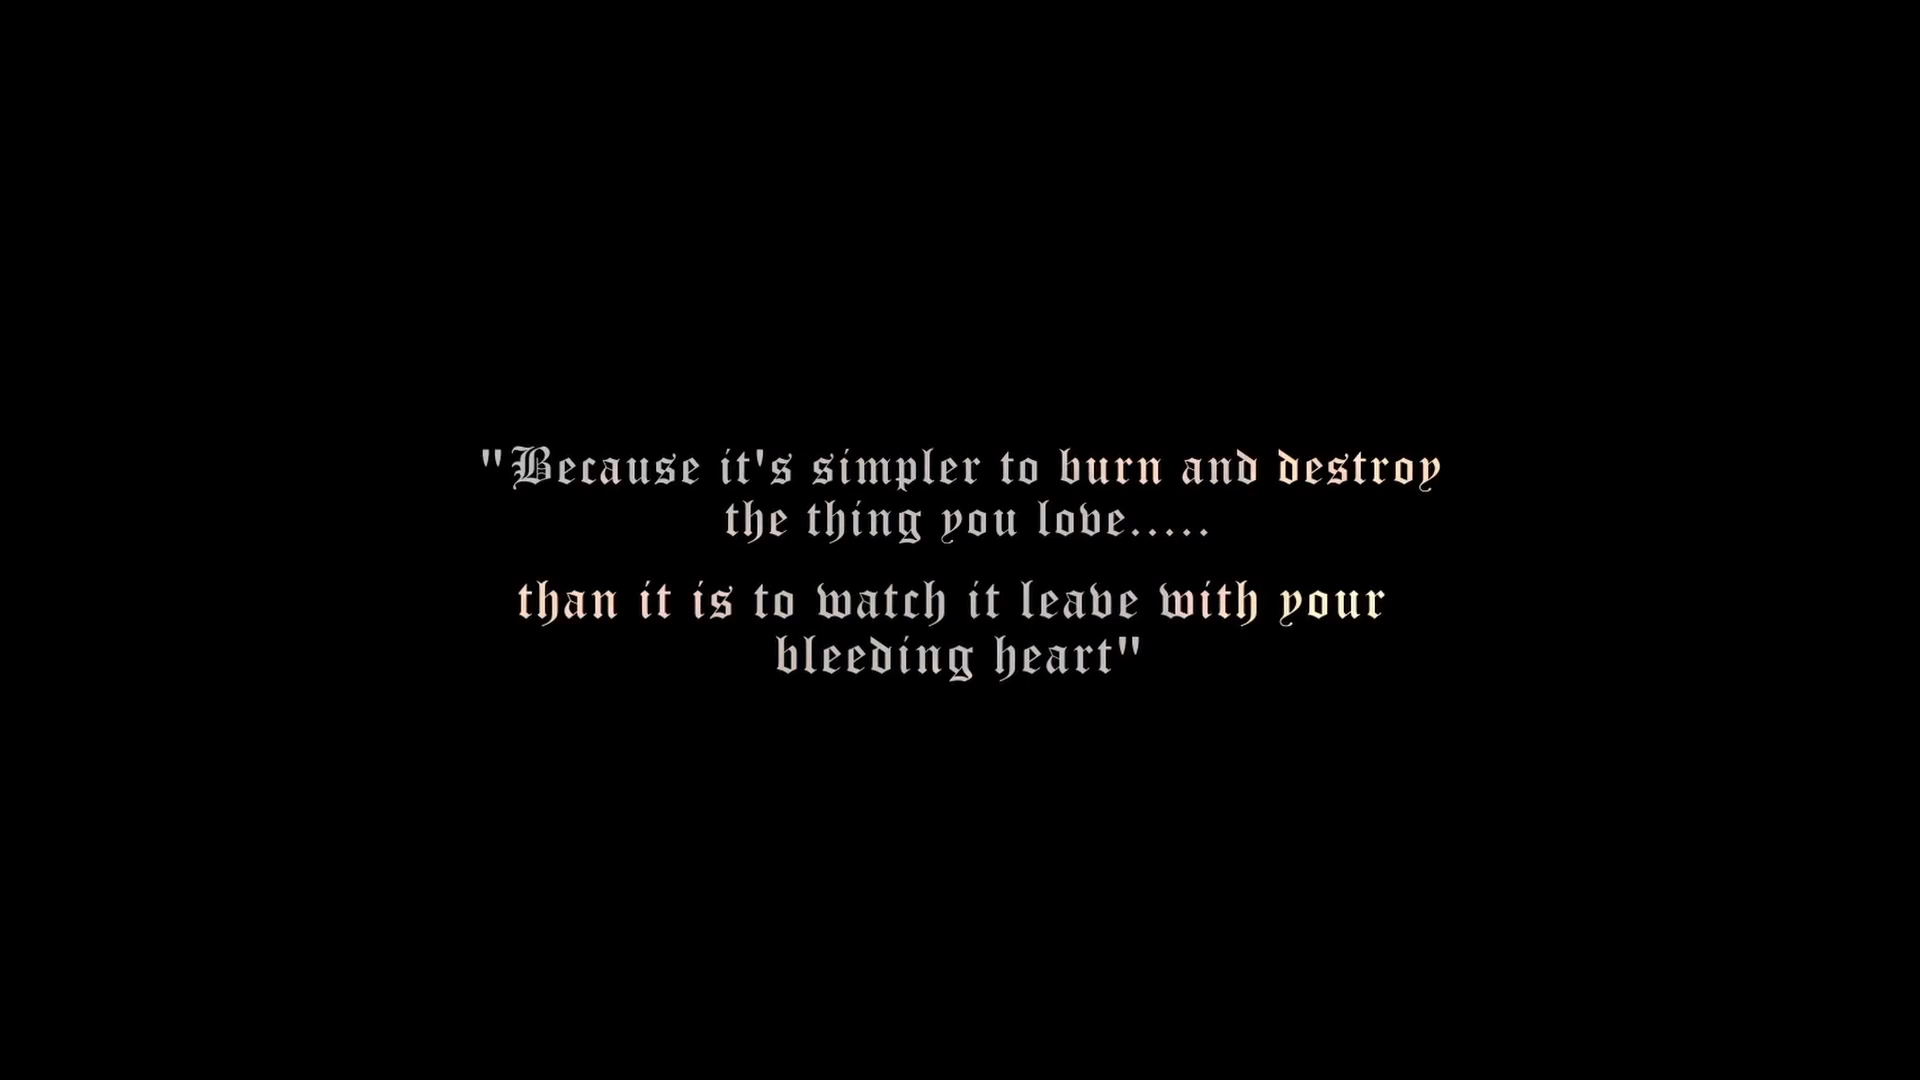 "Because it's simpler to burn and destroy
the thing you love.....
than it is to watch it leave with your
bleeding heart"